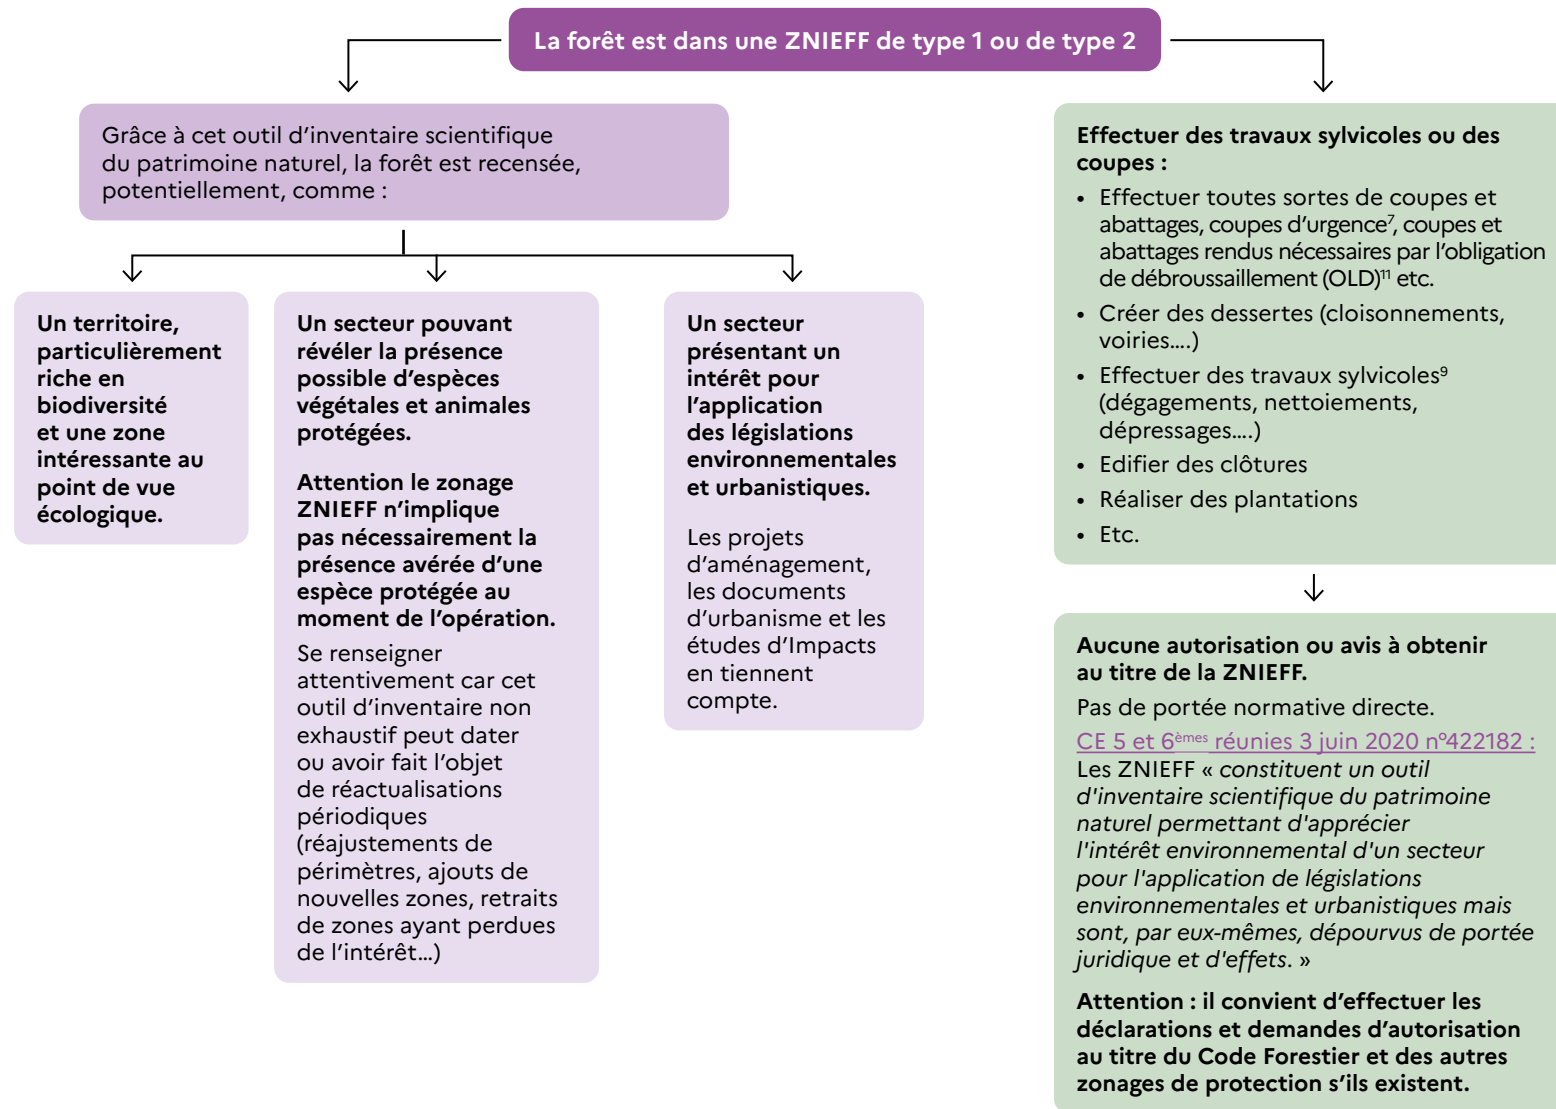 La forêt est dans une ZNIEFF de type 1 ou de type 2
Grâce à cet outil d’inventaire scientifique
du patrimoine naturel, la forêt est recensée,
potentiellement, comme :
Un territoire,
particulièrement
riche en
biodiversité
et une zone
intéressante au
point de vue
écologique.
Un secteur pouvant
révéler la présence
possible d’espèces
végétales et animales
protégées.
Attention le zonage
ZNIEFF n’implique
pas nécessairement la
présence avérée d’une
espèce protégée au
moment de l’opération.
Se renseigner
attentivement car cet
outil d’inventaire non
exhaustif peut dater
ou avoir fait l’objet
de réactualisations
périodiques
(réajustements de
périmètres, ajouts de
nouvelles zones, retraits
de zones ayant perdues
de l’intérêt…)
Un secteur
présentant un
intérêt pour
l’application
des législations
environnementales
et urbanistiques.
Les projets
d’aménagement,
les documents
d’urbanisme et les
études d’Impacts
en tiennent
compte.
Effectuer des travaux sylvicoles ou des
coupes :
• Effectuer toutes sortes de coupes et
abattages, coupes d’urgence⁷, coupes et
abattages rendus nécessaires par l’obligation
de débroussaillement (OLD)¹¹ etc.
• Créer des dessertes (cloisonnements,
voiries….)
• Effectuer des travaux sylvicoles⁹
(dégagements, nettoiements,
dépressages….)
• Edifier des clôtures
• Réaliser des plantations
• Etc.
Aucune autorisation ou avis à obtenir
au titre de la ZNIEFF.
Pas de portée normative directe.
CE 5 et 6èmes réunies 3 juin 2020 n°422182 :
Les ZNIEFF « constituent un outil
d'inventaire scientifique du patrimoine
naturel permettant d'apprécier
l'intérêt environnemental d'un secteur
pour l'application de législations
environnementales et urbanistiques mais
sont, par eux-mêmes, dépourvus de portée
juridique et d'effets. »
Attention : il convient d’effectuer les
déclarations et demandes d’autorisation
au titre du Code Forestier et des autres
zonages de protection s’ils existent.